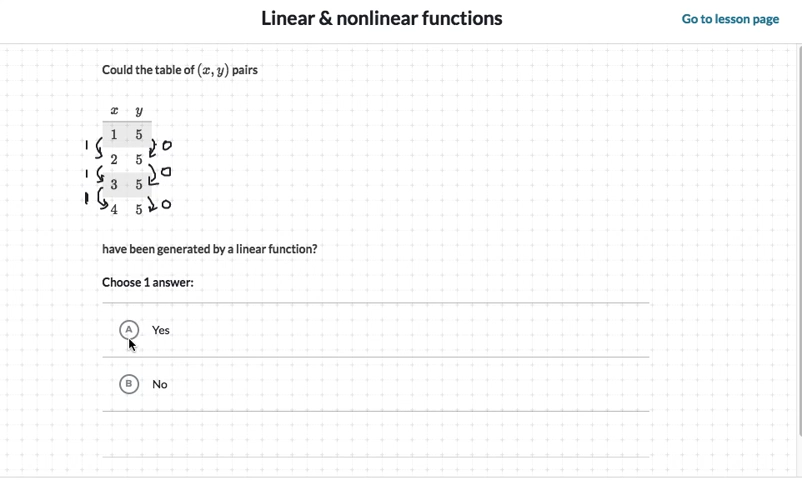 Linear & nonlinear functions
Go to lesson page
Could the table of (x, y) pairs
x y
1 5
1 0
2 5
1 0
3 5
1 0
4 5
have been generated by a linear function?
Choose 1 answer:
A Yes
B No